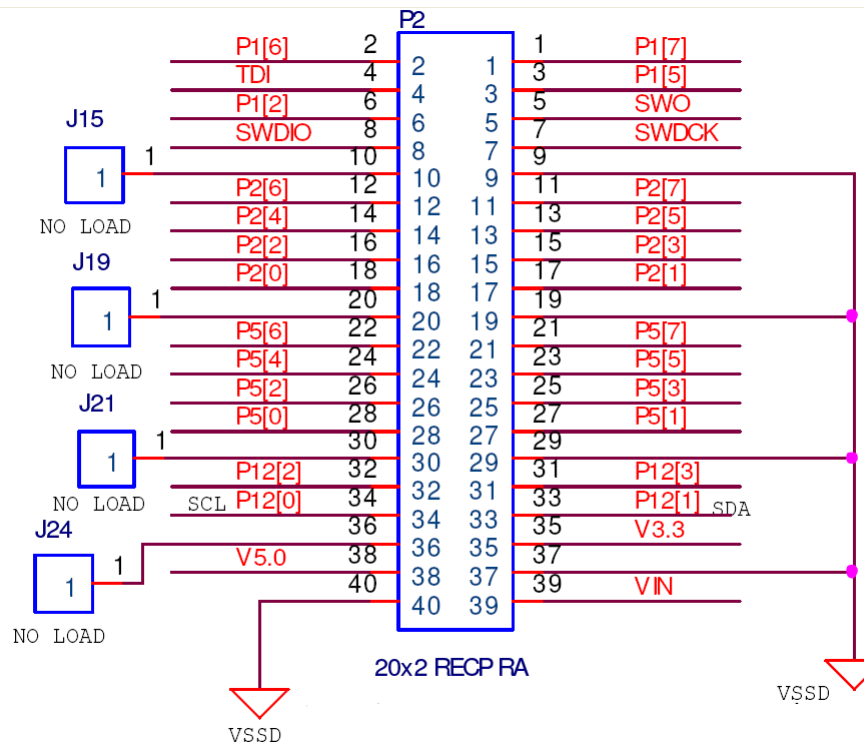 P2
P1[6] 2 2 1 1 P1[7]
TDI 4 4 3 3 P1[5]
P1[2] 6 6 5 5 SWO
SWDIO 8 8 7 7 SWDCK
J15 1 1 10 10 9 9
NO LOAD
P2[6] 12 12 11 11 P2[7]
P2[4] 14 14 13 13 P2[5]
P2[2] 16 16 15 15 P2[3]
P2[0] 18 18 17 17 P2[1]
J19 1 1 20 20 19 19
NO LOAD
P5[6] 22 22 21 21 P5[7]
P5[4] 24 24 23 23 P5[5]
P5[2] 26 26 25 25 P5[3]
P5[0] 28 28 27 27 P5[1]
J21 1 1 30 30 29 29
NO LOAD
P12[2] 32 32 31 31 P12[3]
SCL P12[0] 34 34 33 33 P12[1] SDA
J24 1 1 36 36 35 35 V3.3
NO LOAD
V5.0 38 38 37 37
40 40 39 39 VIN
20x2 RECP RA
VSSD
VSSD